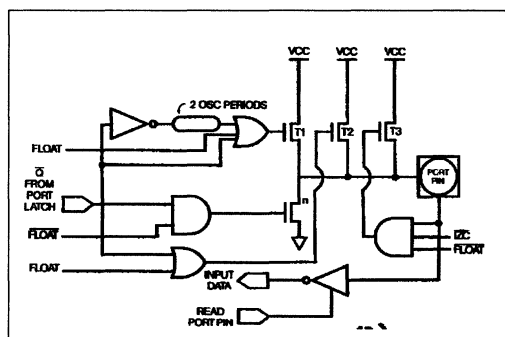 VCC VCC VCC
2 OSC PERIODS
T1 T2 T3
FLOAT
Q
FROM
PORT
LATCH
n
PORT
PIN
FLOAT
I2C
FLOAT
FLOAT
INPUT
DATA
READ
PORT PIN